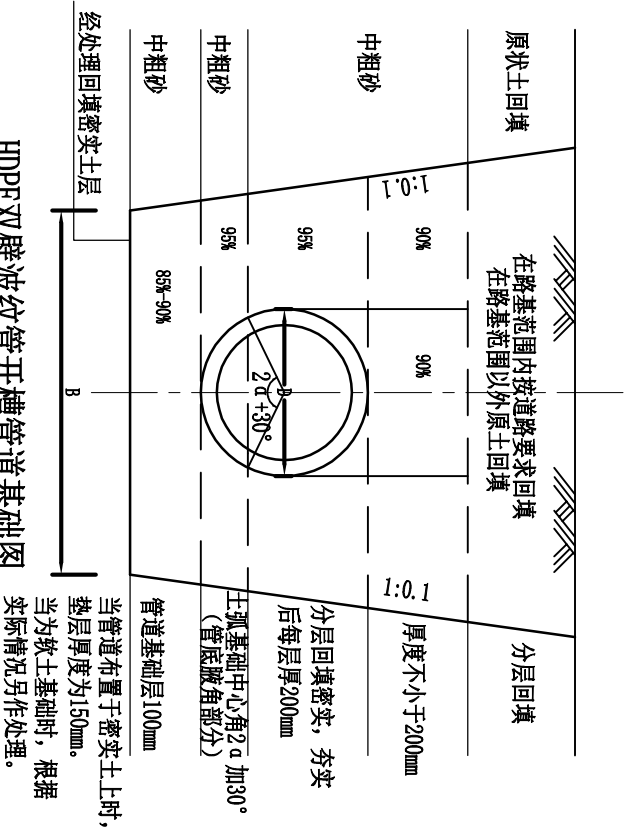 原状土回填
中粗砂
中粗砂
中粗砂
经处理回填密实土层
1:0.1
1:0.1
在路基范围内按道路要求回填
在路基范围以外原土回填
90%
90%
95%
95%
85%-90%
D
2α+30°
B
分层回填
厚度不小于200mm
分层回填密实，夯实
后每层厚200mm
土弧基础中心角2α加30°
（管底腋角部分）
管道基础层100mm
当管道布置于密实土上时，
垫层厚度为150mm。
当为软土基础时，根据
实际情况另作处理。
HDPE双壁波纹管开槽管道基础图